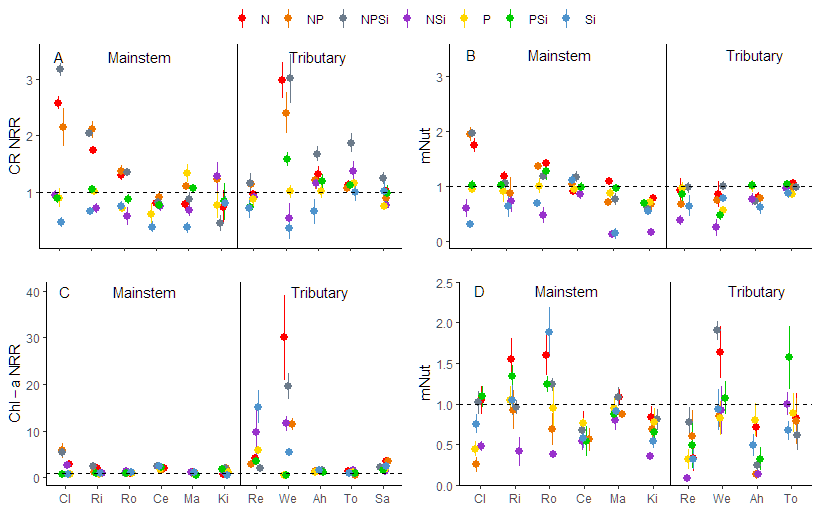 N NP NPSi NSi P PSi Si
A Mainstem Tributary
CR NRR
3
2
1
B Mainstem Tributary
mNut
3
2
1
0
C Mainstem Tributary
Chl − a NRR
40
30
20
10
0
Cl Ri Ro Ce Ma Ki Re We Ah To Sa
D Mainstem Tributary
mNut
2.5
2.0
1.5
1.0
0.5
0.0
Cl Ri Ro Ce Ma Ki Re We Ah To